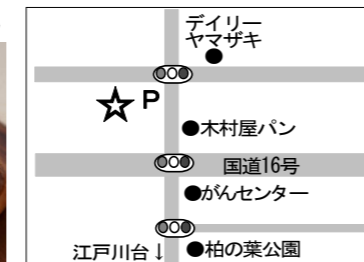 デイリー
ヤマザキ
●
☆P
●木村屋パン
国道16号
●がんセンター
江戸川台↓ ●柏の葉公園